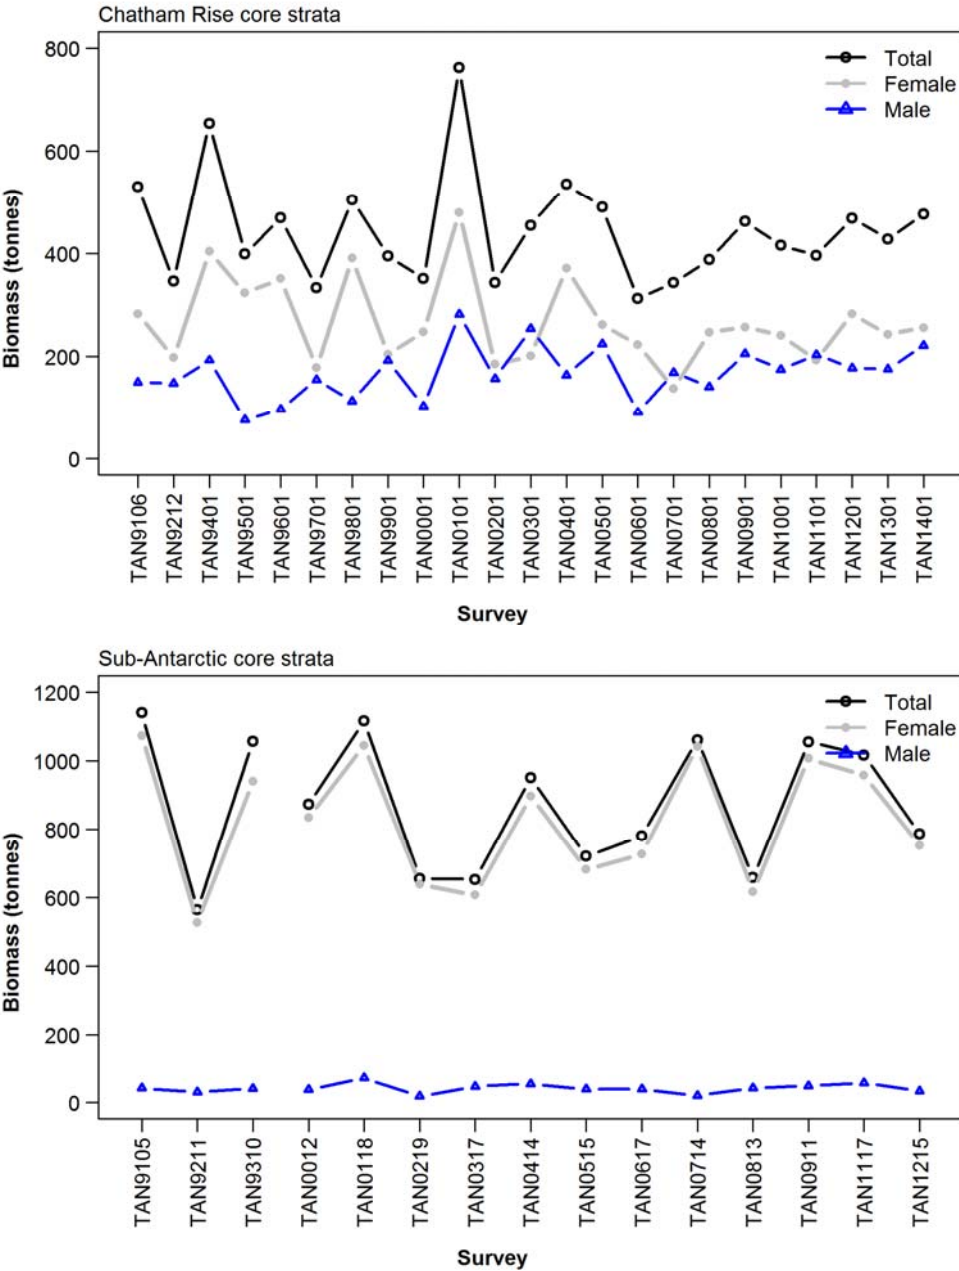 Chatham Rise core strata
800
600
400
200
0
Biomass (tonnes)
Total
Female
Male
TAN9106
TAN9212
TAN9401
TAN9501
TAN9601
TAN9701
TAN9801
TAN9901
TAN0001
TAN0101
TAN0201
TAN0301
TAN0401
TAN0501
TAN0601
TAN0701
TAN0801
TAN0901
TAN1001
TAN1101
TAN1201
TAN1301
TAN1401
Survey
Sub-Antarctic core strata
1200
1000
800
600
400
200
0
Biomass (tonnes)
Total
Female
Male
TAN9105
TAN9211
TAN9310
TAN0012
TAN0118
TAN0219
TAN0317
TAN0414
TAN0515
TAN0617
TAN0714
TAN0813
TAN0911
TAN1117
TAN1215
Survey